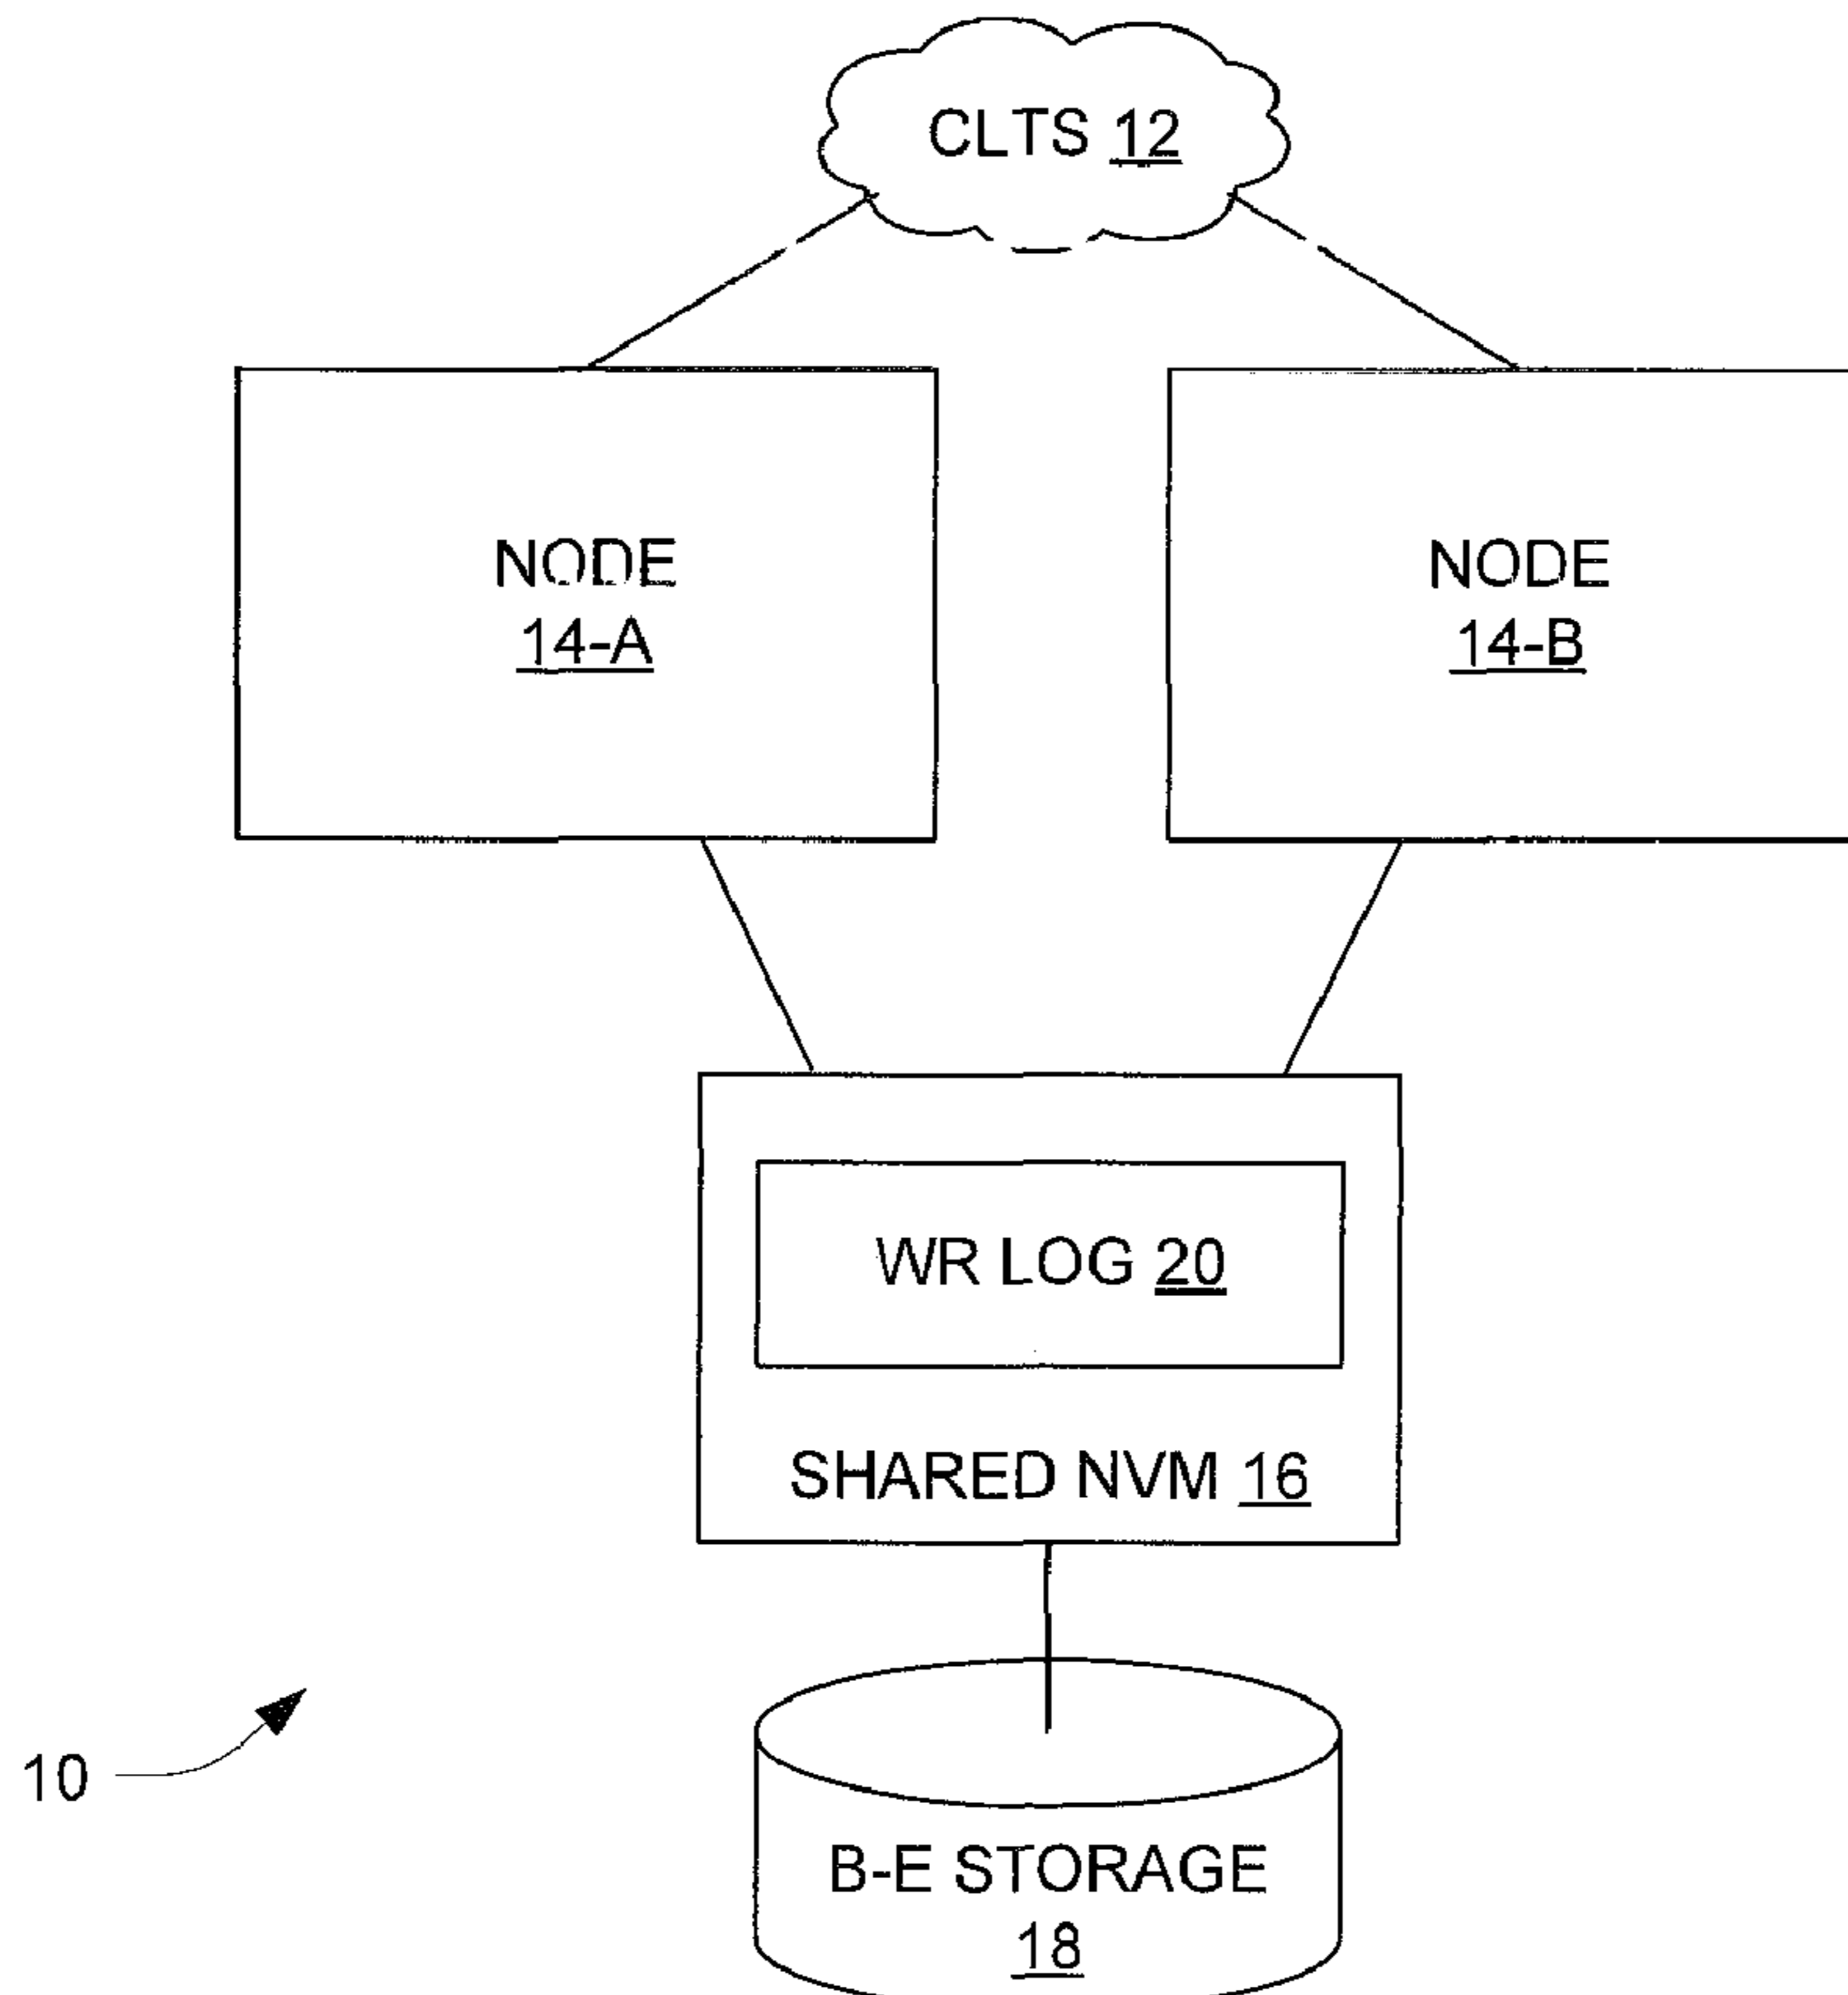 CLTS 12
NODE
14-A
NODE
14-B
WR LOG 20
SHARED NVM 16
10
B-E STORAGE
18